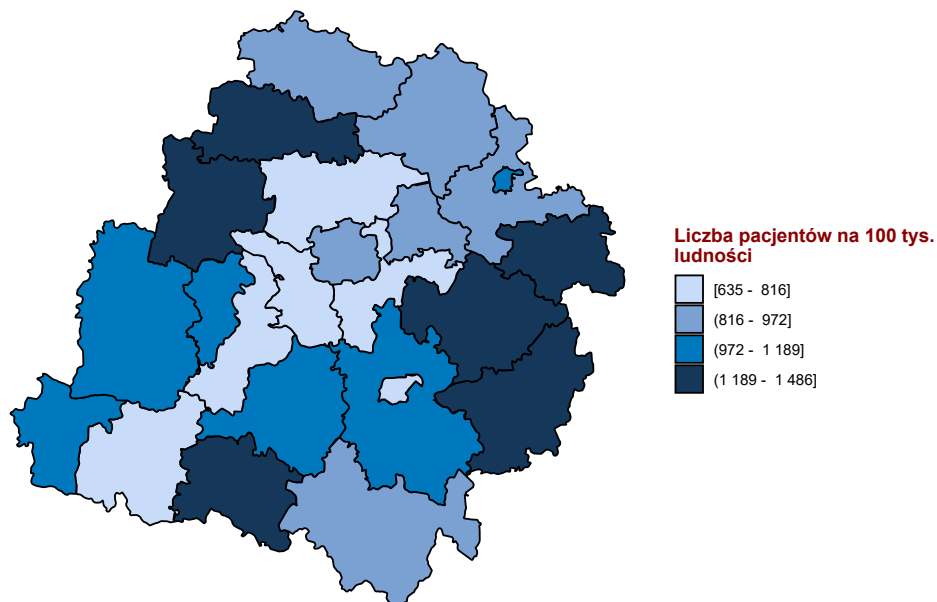 Liczba pacjentów na 100 tys.
ludności
[635 - 816]
(816 - 972]
(972 - 1 189]
(1 189 - 1 486]